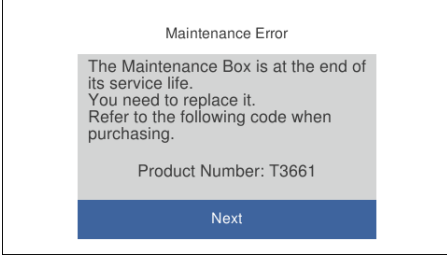 Maintenance Error
The Maintenance Box is at the end of
its service life.
You need to replace it.
Refer to the following code when
purchasing.
Product Number: T3661
Next